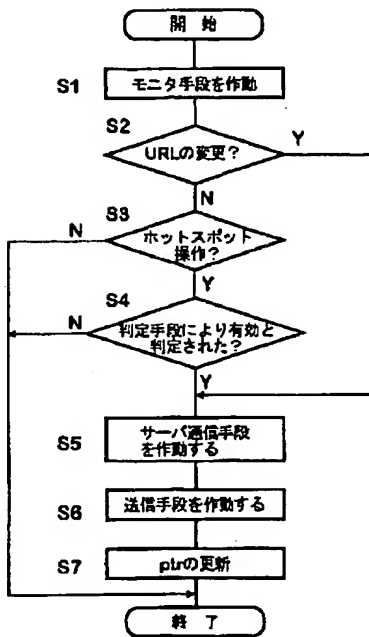 開 始
S1
モニタ手段を作動
S2
URLの変更？
Y
N
S3
ホットスポット
操作？
N
Y
S4
判定手段により有効と
判定された？
N
Y
S5
サーバ通信手段
を作動する
S6
送信手段を作動する
S7
ptrの更新
終 了